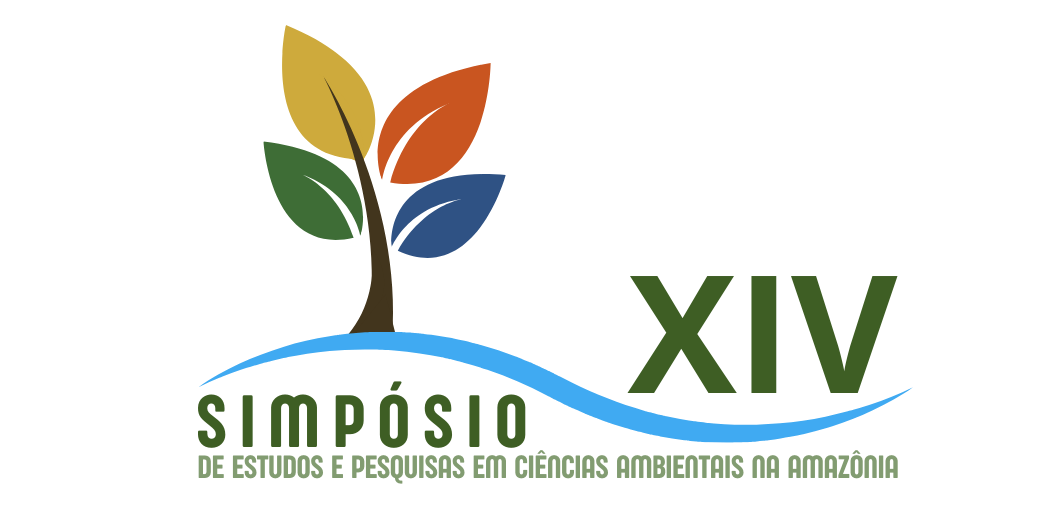 XIV
SIMPÓSIO
DE ESTUDOS E PESQUISAS EM CIÊNCIAS AMBIENTAIS NA AMAZÔNIA